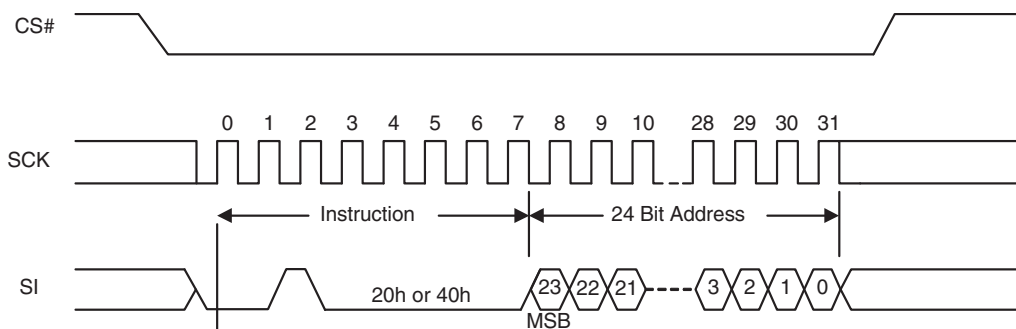 CS#
0 1 2 3 4 5 6 7 8 9 10 28 29 30 31
SCK
Instruction 24 Bit Address
SI
20h or 40h 23 22 21 3 2 1 0
MSB